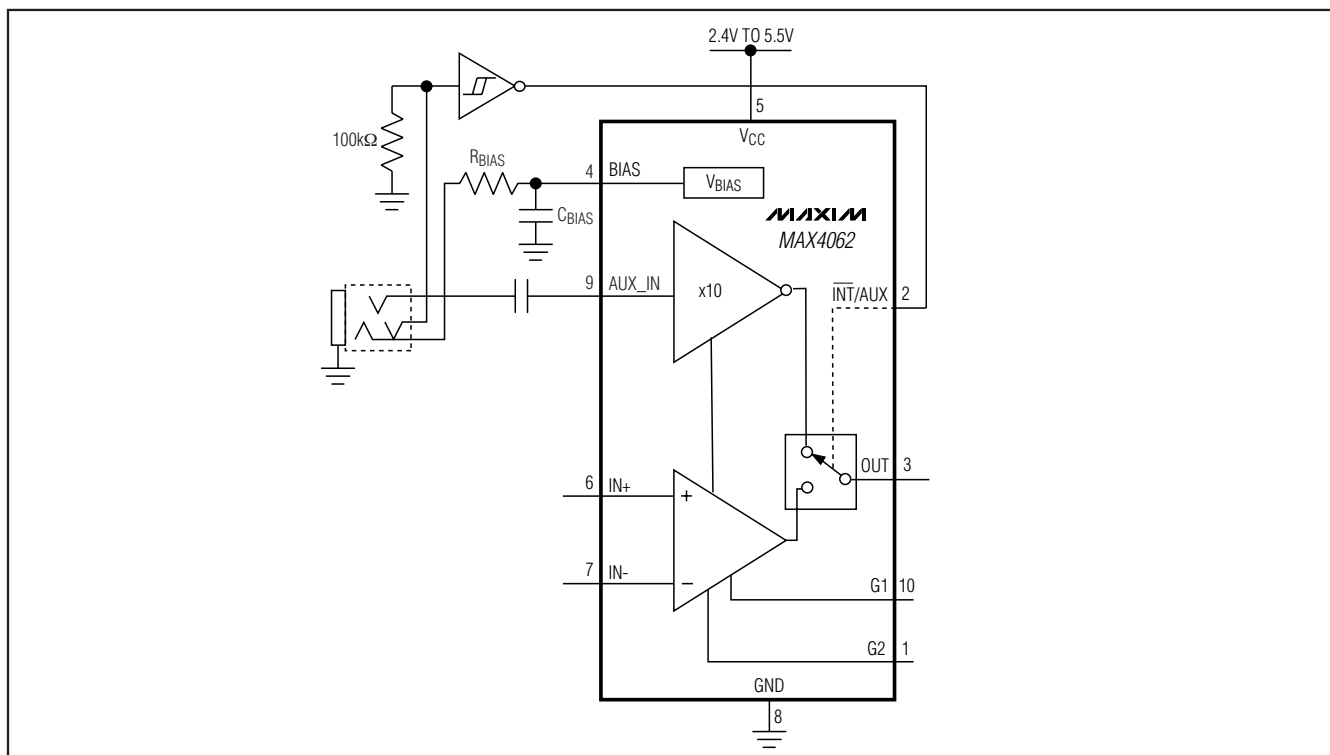 2.4V TO 5.5V
5
VCC
100kΩ
RBIAS
4 BIAS
VBIAS
CBIAS
MAXIM
MAX4062
9 AUX_IN
x10
INT/AUX 2
OUT 3
6 IN+
+
7 IN-
−
G1 10
G2 1
GND
8